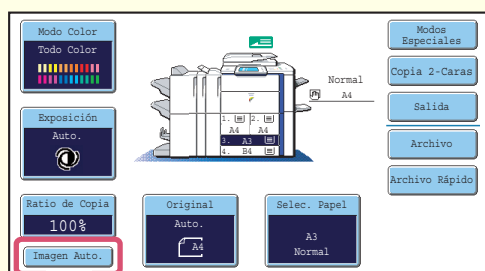 Modo Color
Todo Color
Exposición
Auto.
Ratio de Copia
100%
Imagen Auto.
Original
Auto.
A4
Selec. Papel
A3
Normal
1. 2.
A4 A4
3. A3
4. B4
Normal
A4
Modos
Especiales
Copia 2-Caras
Salida
Archivo
Archivo Rápido